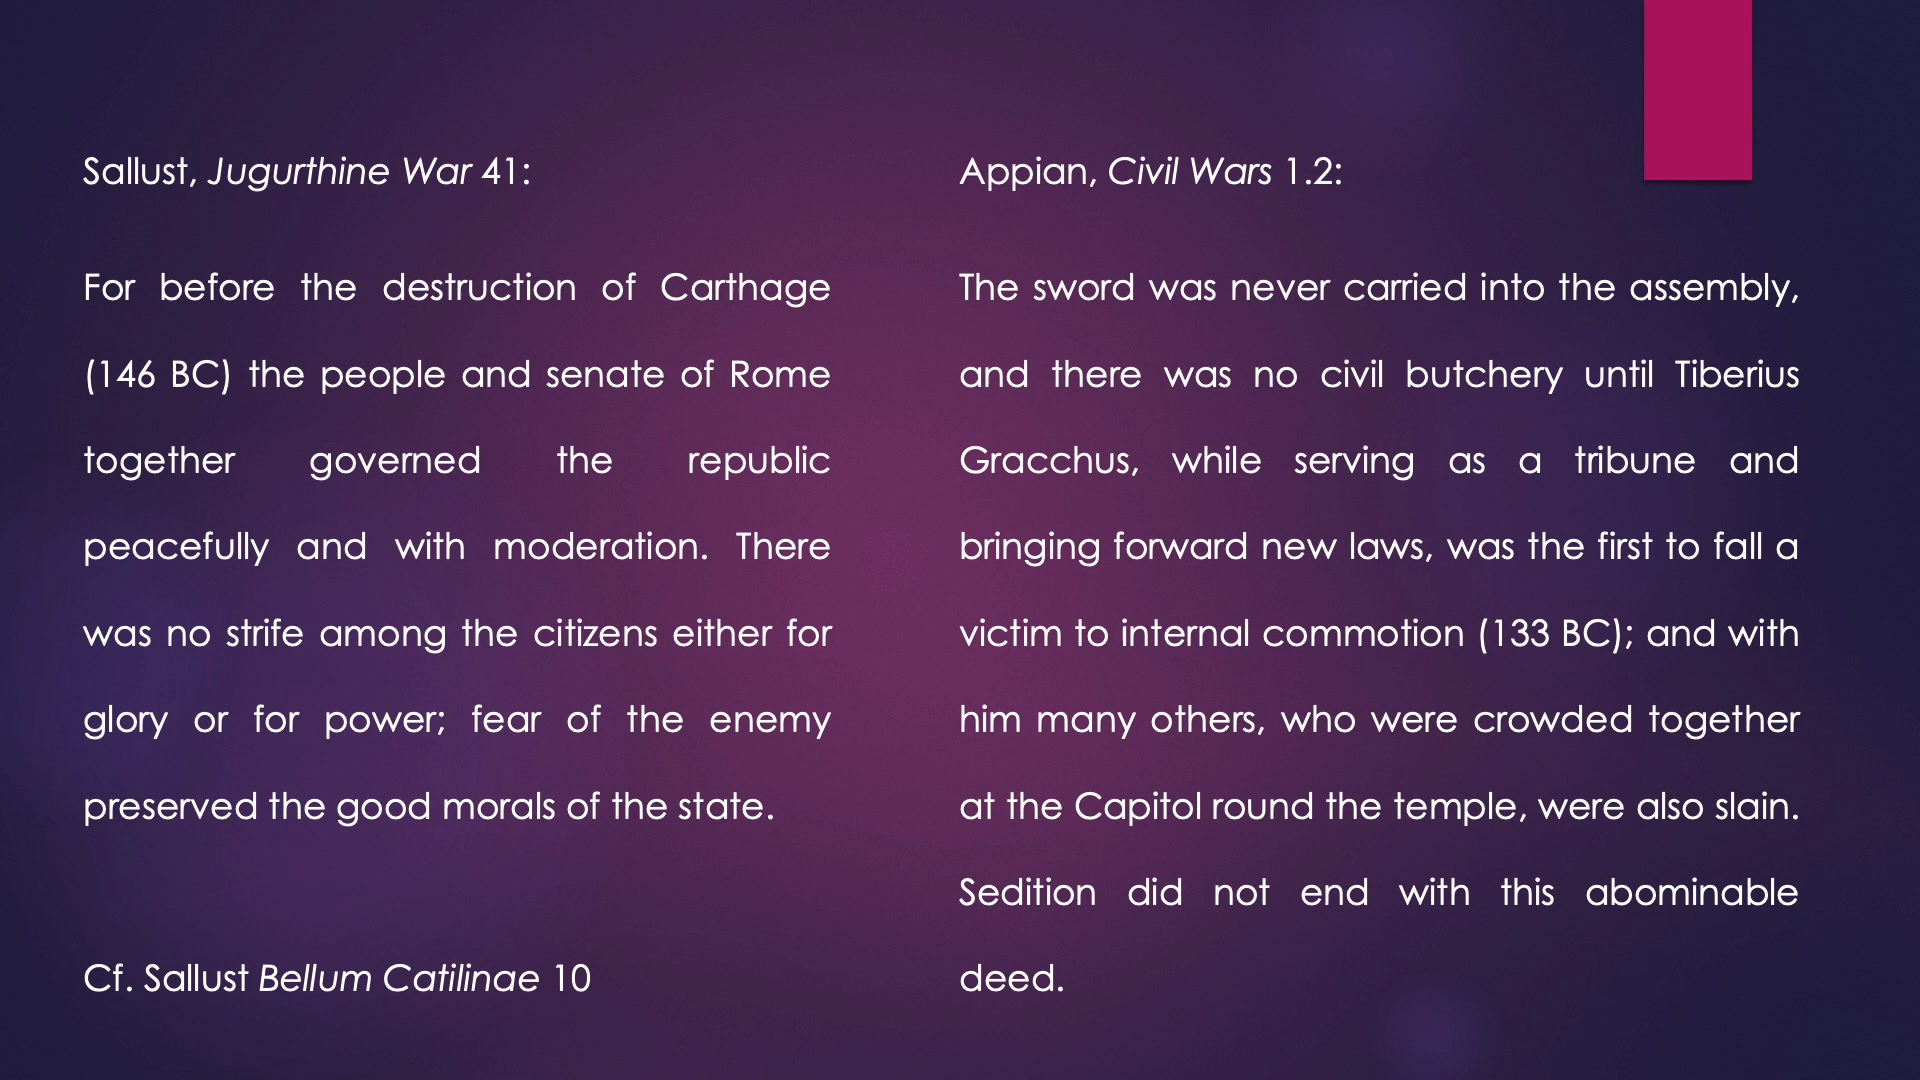 Sallust, Jugurthine War 41:
For before the destruction of Carthage
(146 BC) the people and senate of Rome
together governed the republic
peacefully and with moderation. There
was no strife among the citizens either for
glory or for power; fear of the enemy
preserved the good morals of the state.
Cf. Sallust Bellum Catilinae 10
Appian, Civil Wars 1.2:
The sword was never carried into the assembly,
and there was no civil butchery until Tiberius
Gracchus, while serving as a tribune and
bringing forward new laws, was the first to fall a
victim to internal commotion (133 BC); and with
him many others, who were crowded together
at the Capitol round the temple, were also slain.
Sedition did not end with this abominable
deed.